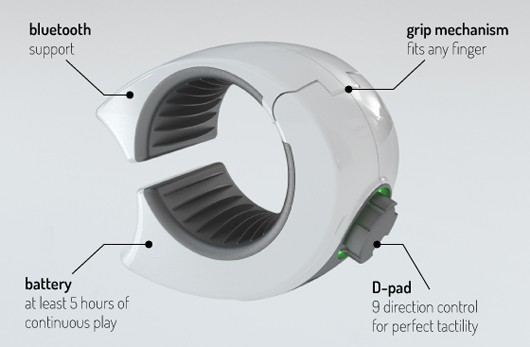 bluetooth
support
grip mechanism
fits any finger
battery
at least 5 hours of
continuous play
D-pad
9 direction control
for perfect tactility